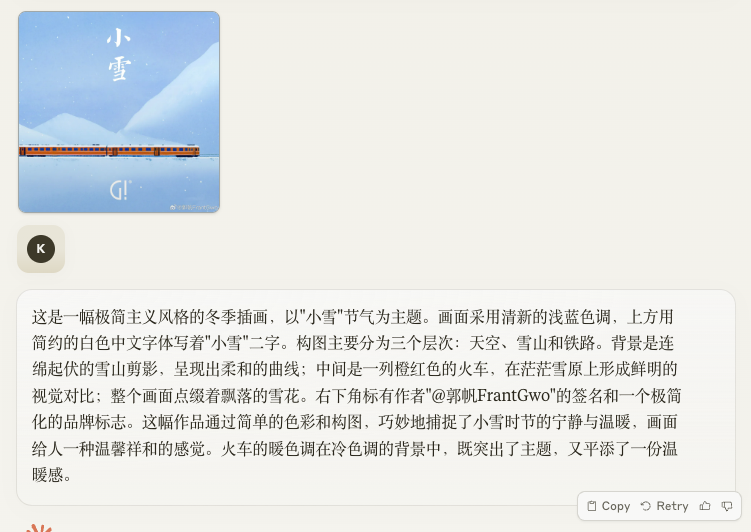 小
雪
G!
K
这是一幅极简主义风格的冬季插画，以"小雪"节气为主题。画面采用清新的浅蓝色调，上方用
简约的白色中文字体写着"小雪"二字。构图主要分为三个层次：天空、雪山和铁路。背景是连
绵起伏的雪山剪影，呈现出柔和的曲线；中间是一列橙红色的火车，在茫茫雪原上形成鲜明的
视觉对比；整个画面点缀着飘落的雪花。右下角标有作者"@郭帆FrantGwo"的签名和一个极简
化的品牌标志。这幅作品通过简单的色彩和构图，巧妙地捕捉了小雪时节的宁静与温暖，画面
给人一种温馨祥和的感觉。火车的暖色调在冷色调的背景中，既突出了主题，又平添了一份温
暖感。
Copy Retry